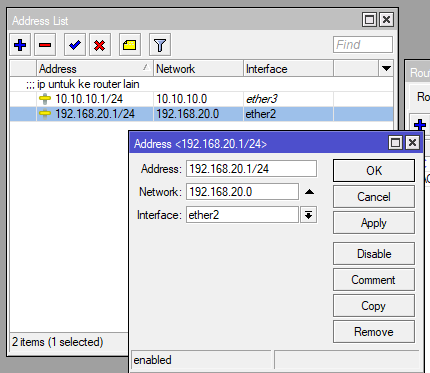 Address List
Find
Address Network Interface
;;; ip untuk ke router lain
10.10.10.1/24 10.10.10.0 ether3
192.168.20.1/24 192.168.20.0 ether2
2 items (1 selected)
Rou
Ro
Address <192.168.20.1/24>
Address: 192.168.20.1/24
Network: 192.168.20.0
Interface: ether2
OK
Cancel
Apply
Disable
Comment
Copy
Remove
enabled